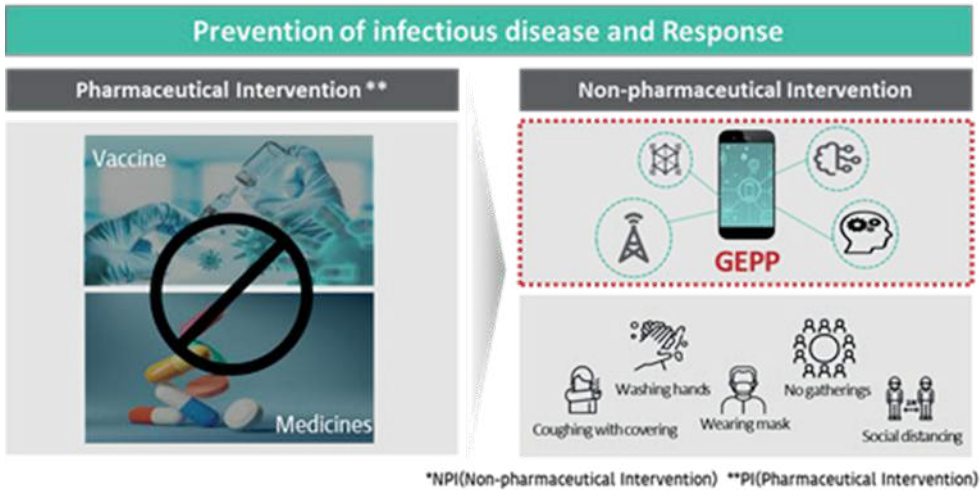 Prevention of infectious disease and Response
Pharmaceutical Intervention **
Non-pharmaceutical Intervention
Vaccine
Medicines
GEPP
Washing hands
No gatherings
Coughing with covering
Wearing mask
Social distancing
*NPI(Non-pharmaceutical Intervention) **PI(Pharmaceutical Intervention)